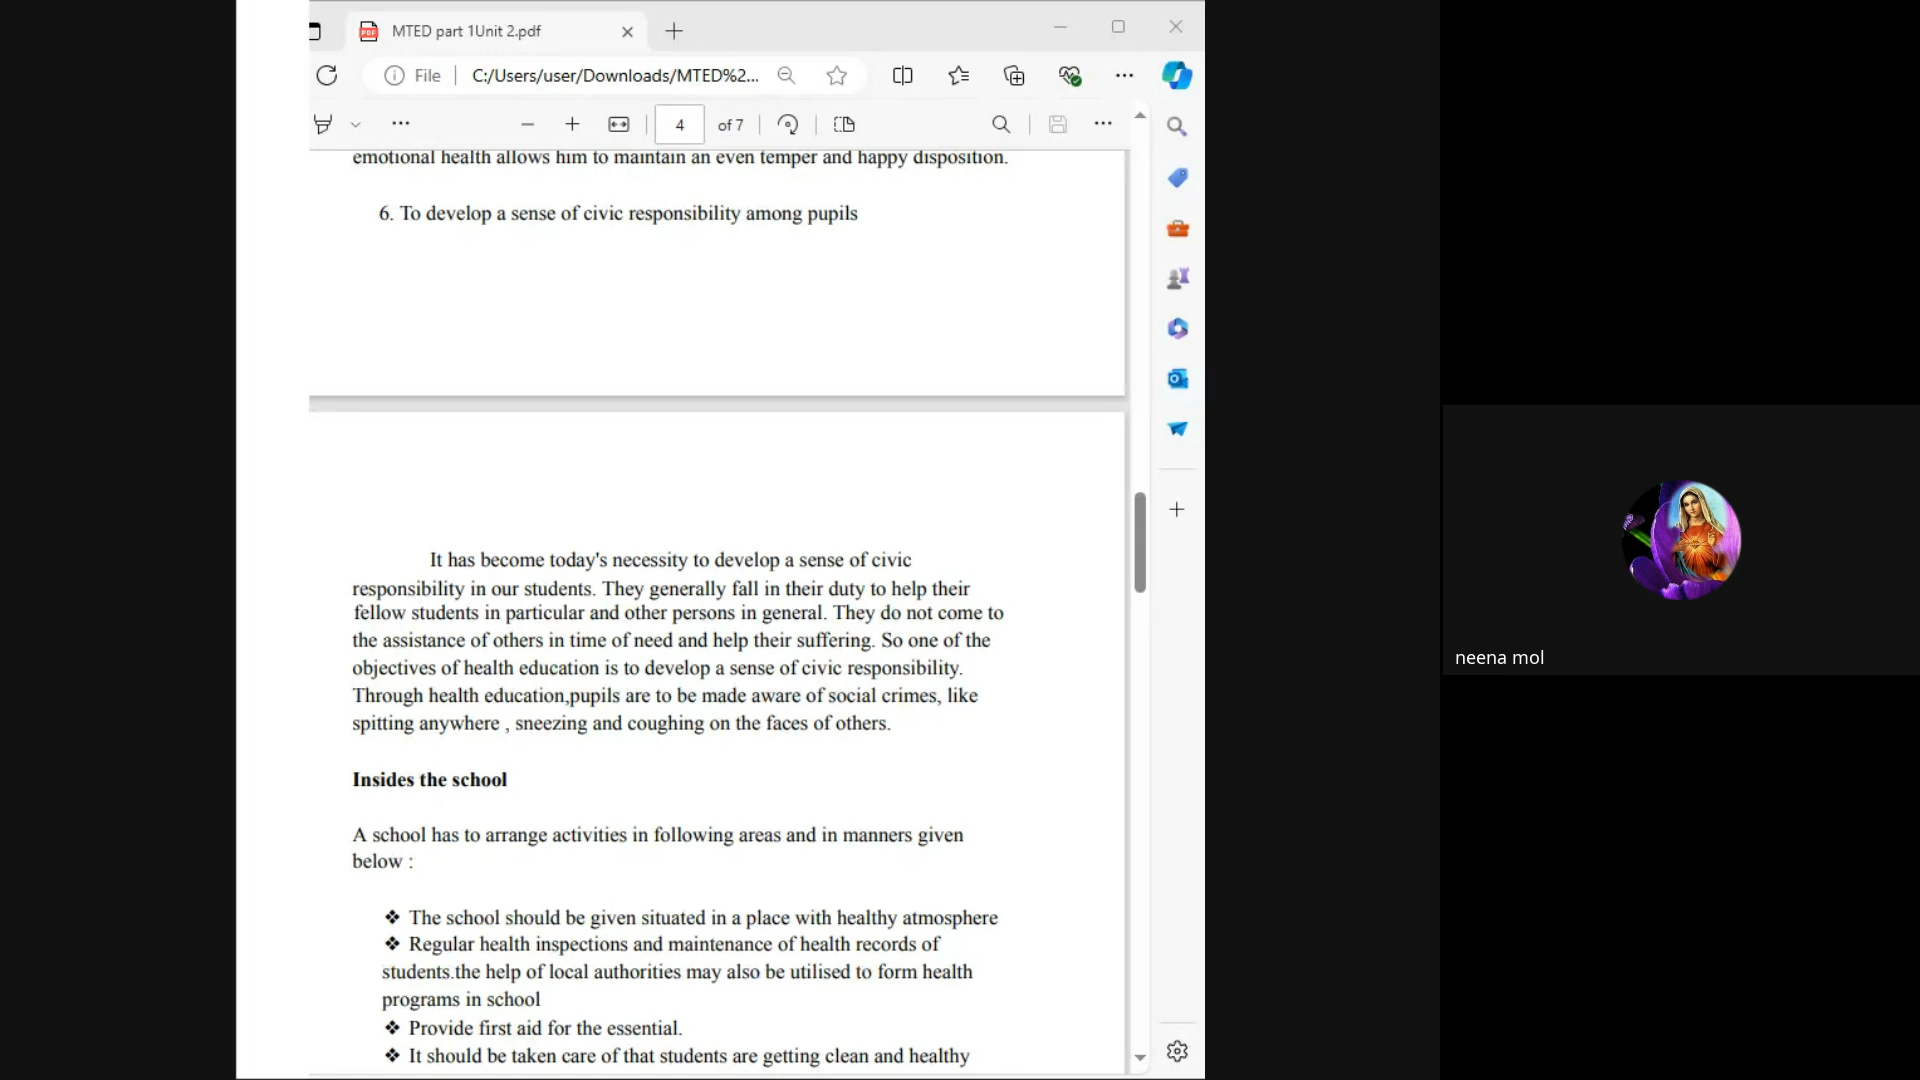 MTED part 1Unit 2.pdf
File
C:/Users/user/Downloads/MTED%2...
4 of 7
emotional health allows him to maintain an even temper and happy disposition.
6. To develop a sense of civic responsibility among pupils
It has become today's necessity to develop a sense of civic
responsibility in our students. They generally fall in their duty to help their
fellow students in particular and other persons in general. They do not come to
the assistance of others in time of need and help their suffering. So one of the
objectives of health education is to develop a sense of civic responsibility.
Through health education,pupils are to be made aware of social crimes, like
spitting anywhere , sneezing and coughing on the faces of others.
Insides the school
A school has to arrange activities in following areas and in manners given
below :
❖ The school should be given situated in a place with healthy atmosphere
❖ Regular health inspections and maintenance of health records of
students.the help of local authorities may also be utilised to form health
programs in school
❖ Provide first aid for the essential.
❖ It should be taken care of that students are getting clean and healthy
neena mol